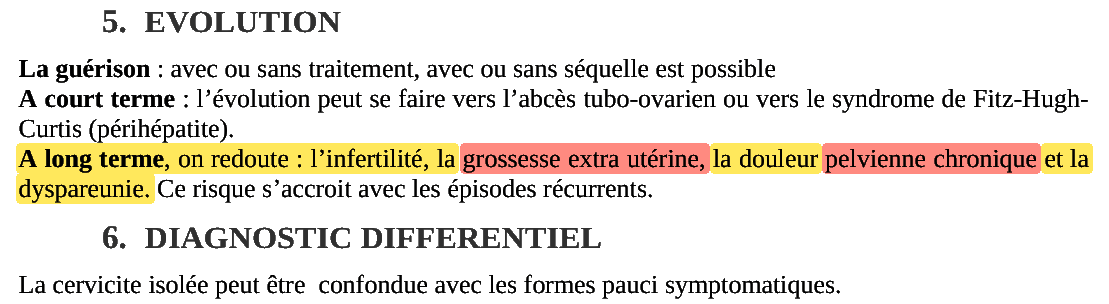 5. EVOLUTION
La guérison : avec ou sans traitement, avec ou sans séquelle est possible
A court terme : l’évolution peut se faire vers l’abcès tubo-ovarien ou vers le syndrome de Fitz-Hugh-
Curtis (périhépatite).
A long terme, on redoute : l’infertilité, la grossesse extra utérine, la douleur pelvienne chronique et la
dyspareunie. Ce risque s’accroit avec les épisodes récurrents.
6. DIAGNOSTIC DIFFERENTIEL
La cervicite isolée peut être  confondue avec les formes pauci symptomatiques.